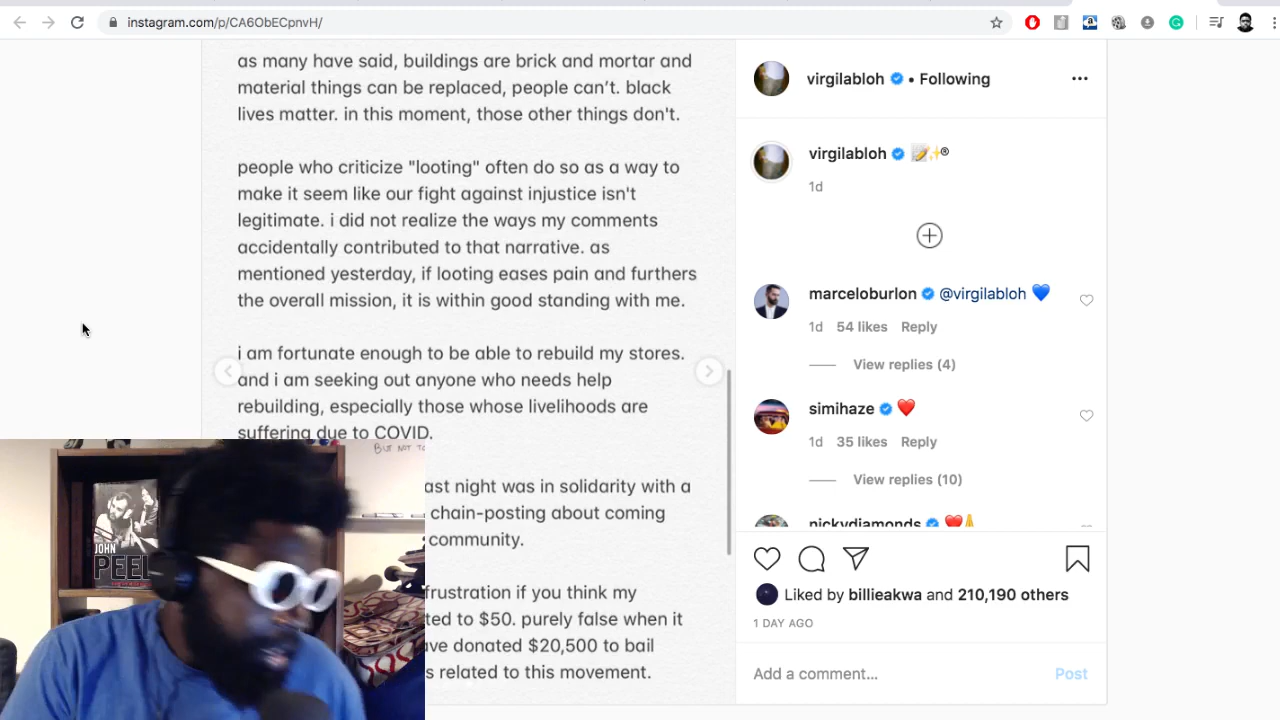 instagram.com/p/CA6ObECpnvH/
as many have said, buildings are brick and mortar and
material things can be replaced, people can't. black
lives matter. in this moment, those other things don't.
people who criticize "looting" often do so as a way to
make it seem like our fight against injustice isn't
legitimate. i did not realize the ways my comments
accidentally contributed to that narrative. as
mentioned yesterday, if looting eases pain and furthers
the overall mission, it is within good standing with me.
i am fortunate enough to be able to rebuild my stores.
and i am seeking out anyone who needs help
rebuilding, especially those whose livelihoods are
suffering due to COVID.
ast night was in solidarity with a
chain-posting about coming
community.
frustration if you think my
ted to $50. purely false when it
ve donated $20,500 to bail
s related to this movement.
BUT NOT
JOHN
PEEL
virgilabloh • Following
virgilabloh ®
1d
marceloburlon @virgilabloh
1d 54 likes Reply
View replies (4)
simihaze
1d 35 likes Reply
View replies (10)
nickydiamonds
Liked by billieakwa and 210,190 others
1 DAY AGO
Add a comment... Post